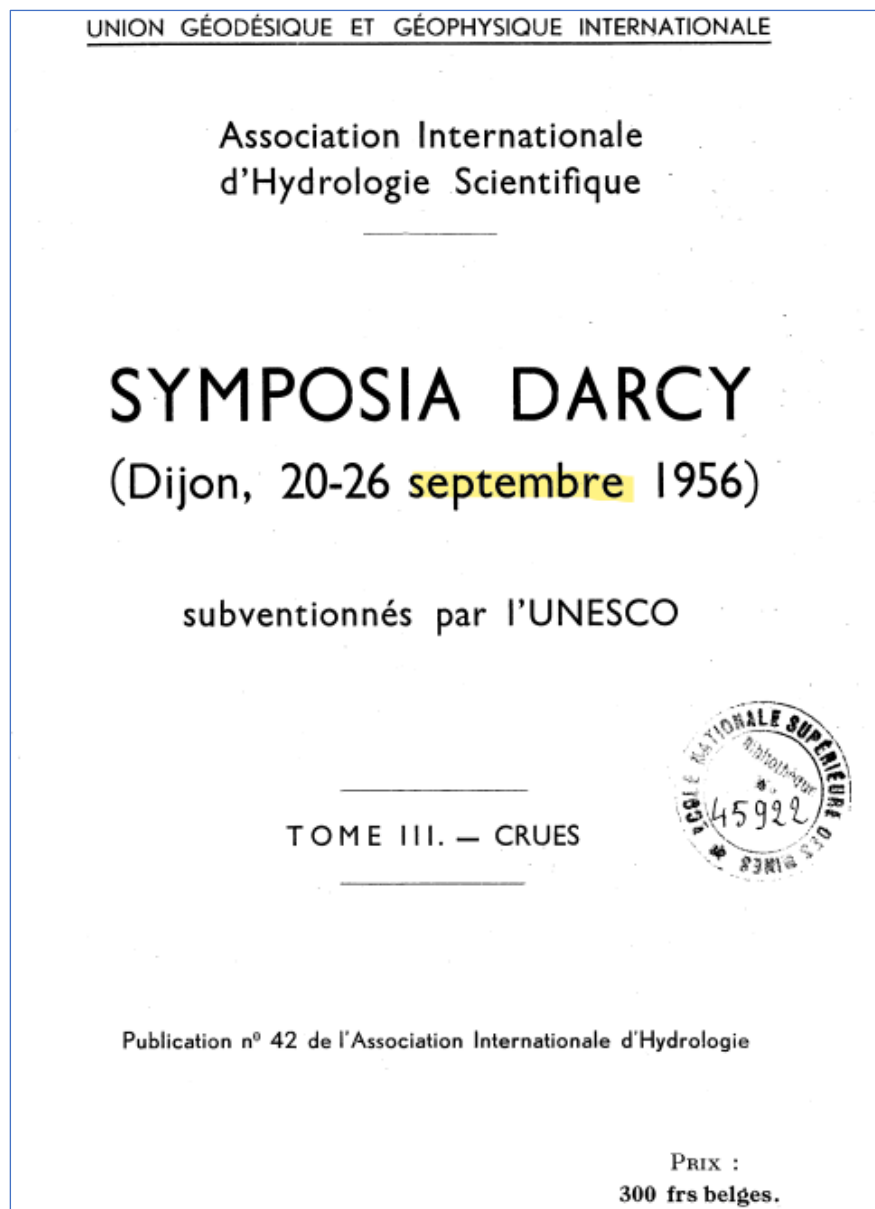 UNION GÉODÉSIQUE ET GÉOPHYSIQUE INTERNATIONALE
Association Internationale
d'Hydrologie Scientifique
SYMPOSIA DARCY
(Dijon, 20-26 septembre 1956)
subventionnés par l'UNESCO
ÉCOLE NATIONALE SUPÉRIEURE DES MINES
Bibliothèque
45922
TOME III. — CRUES
Publication nº 42 de l'Association Internationale d'Hydrologie
PRIX :
300 frs belges.